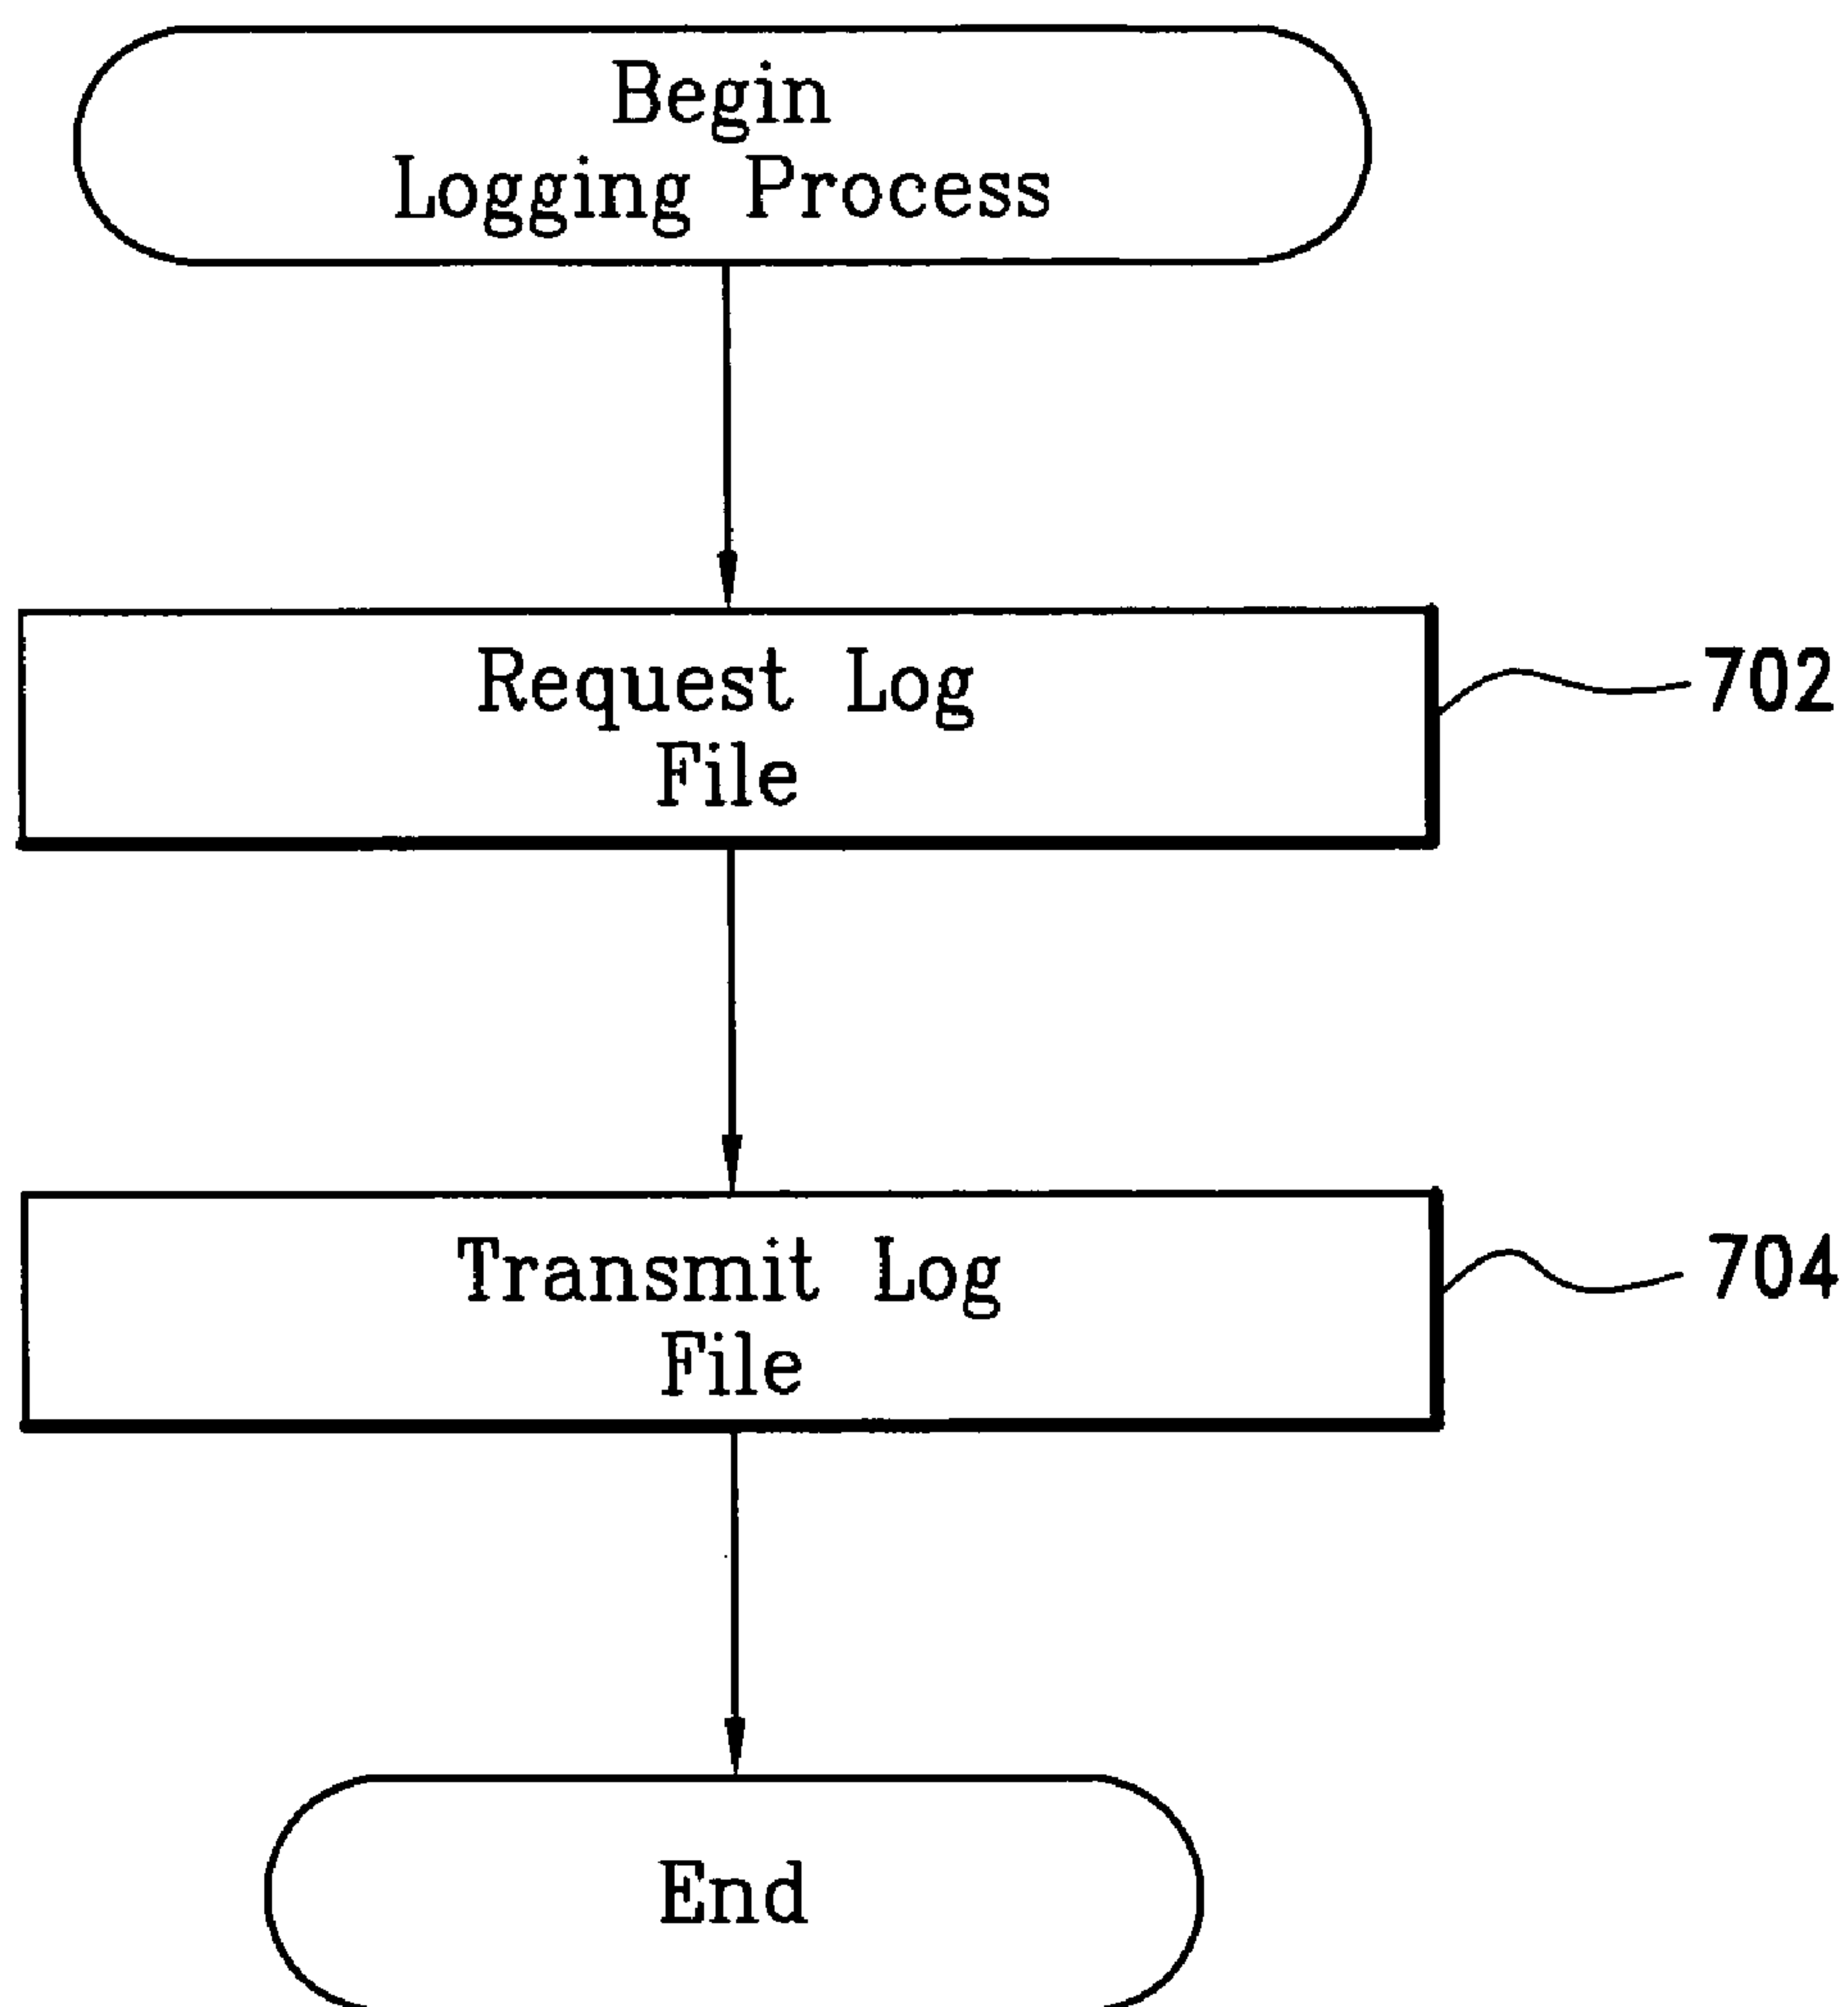 Begin
Logging Process
Request Log
File
702
Transmit Log
File
704
End